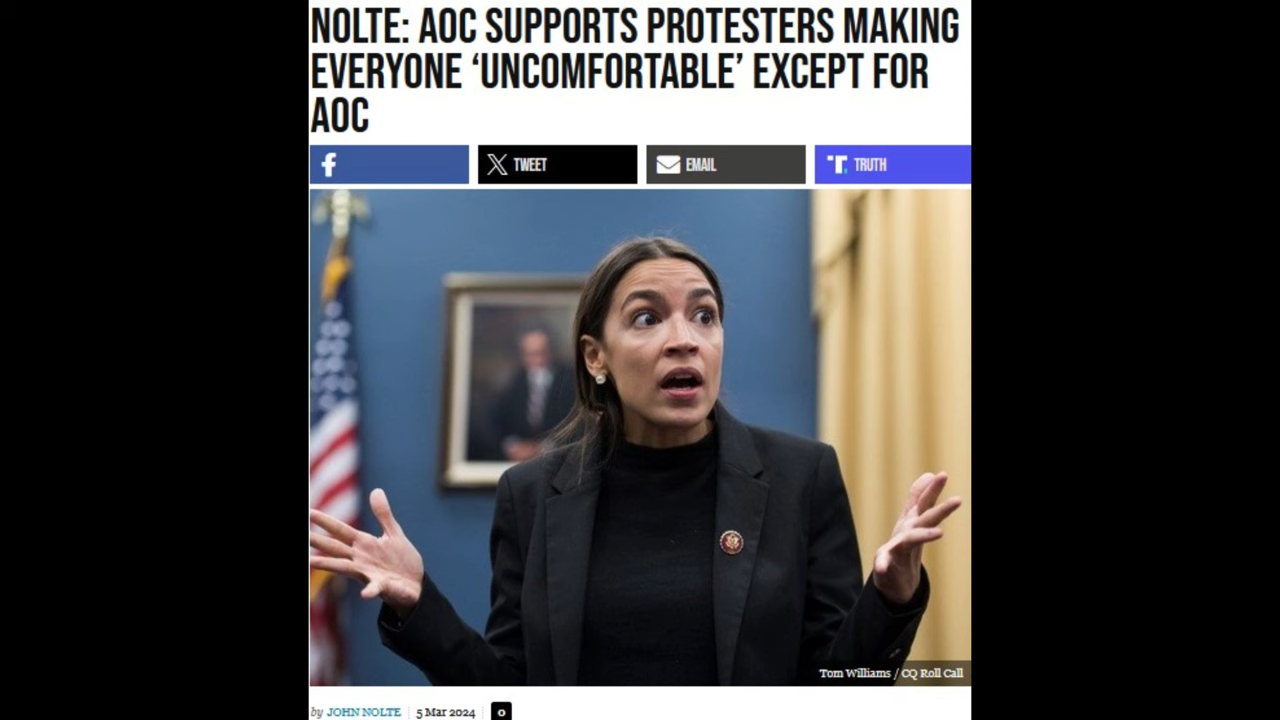 NOLTE: AOC SUPPORTS PROTESTERS MAKING
EVERYONE ‘UNCOMFORTABLE’ EXCEPT FOR
AOC
TWEET
EMAIL
TRUTH
Tom Williams / CQ Roll Call
by JOHN NOLTE | 5 Mar 2024 | 0